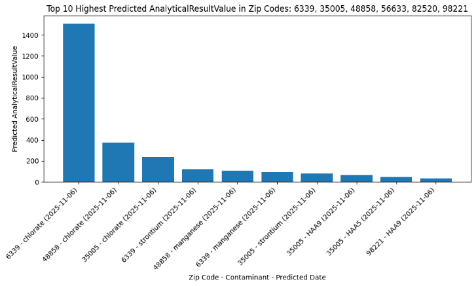 Top 10 Highest Predicted AnalyticalResultValue in Zip Codes: 6339, 35005, 48858, 56633, 82520, 98221
Predicted AnalyticalResultValue
1400
1200
1000
800
600
400
200
0
6339 - chlorate (2025-11-06)
48858 - chlorate (2025-11-06)
35005 - chlorate (2025-11-06)
6339 - strontium (2025-11-06)
48858 - manganese (2025-11-06)
6339 - manganese (2025-11-06)
35005 - strontium (2025-11-06)
35005 - HAA9 (2025-11-06)
35005 - HAA5 (2025-11-06)
98221 - HAA9 (2025-11-06)
Zip Code - Contaminant - Predicted Date